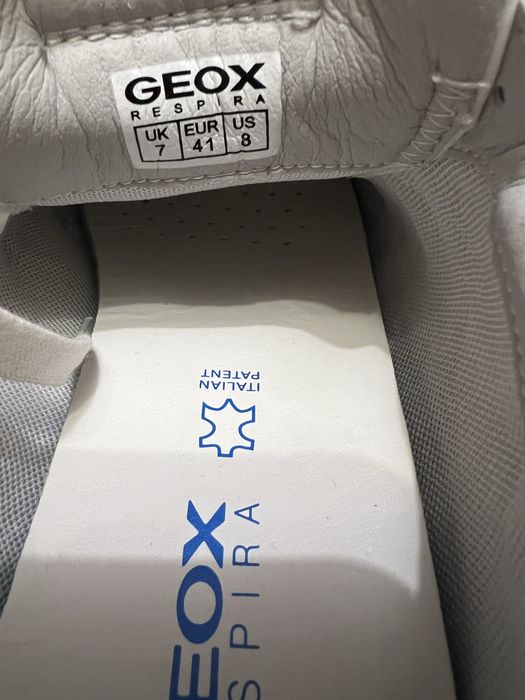 GEOX
RESPIRA
UK EUR US
7 41 8
ITALIAN
PATENT
EOX
SPIRA